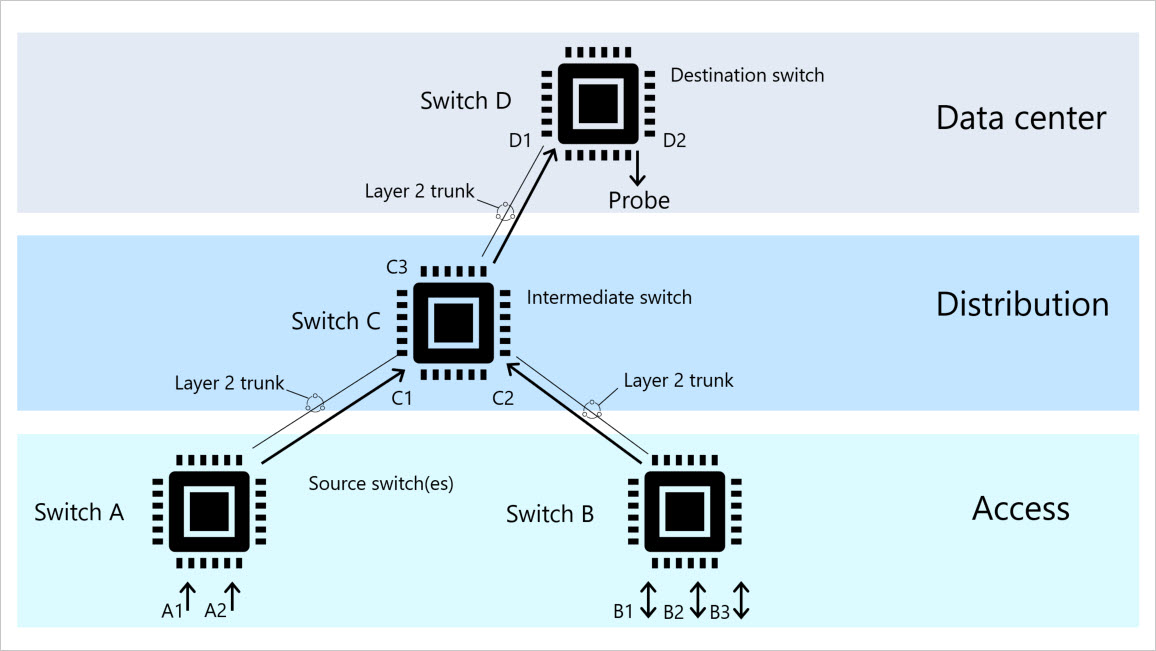 Destination switch
Switch D
Data center
D1
D2
Layer 2 trunk
Probe
C3
Intermediate switch
Distribution
Switch C
Layer 2 trunk
Layer 2 trunk
C1
C2
Source switch(es)
Switch A
Switch B
Access
A1
A2
B1
B2
B3